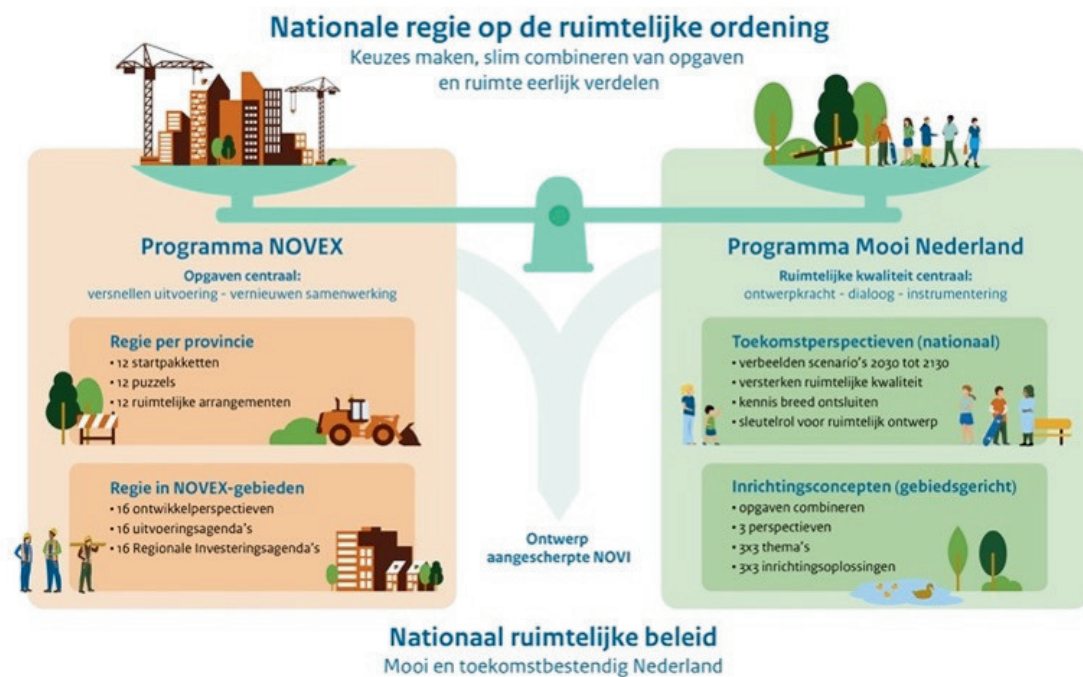 Nationale regie op de ruimtelijke ordening
Keuzes maken, slim combineren van opgaven
en ruimte eerlijk verdelen
Programma NOVEX
Opgaven centraal:
versnellen uitvoering - vernieuwen samenwerking
Regie per provincie
• 12 startpakketten
• 12 puzzels
• 12 ruimtelijke arrangementen
Regie in NOVEX-gebieden
• 16 ontwikkelperspectieven
• 16 uitvoeringsagenda's
• 16 Regionale Investeringsagenda's
Ontwerp
aangescherpte NOVI
Programma Mooi Nederland
Ruimtelijke kwaliteit centraal:
ontwerpkracht - dialoog - instrumentering
Toekomstperspectieven (nationaal)
• verbeelden scenario's 2030 tot 2130
• versterken ruimtelijke kwaliteit
• kennis breed ontsluiten
• sleutelrol voor ruimtelijk ontwerp
Inrichtingsconcepten (gebiedsgericht)
• opgaven combineren
• 3 perspectieven
• 3x3 thema's
• 3x3 inrichtingsoplossingen
Nationaal ruimtelijke beleid
Mooi en toekomstbestendig Nederland